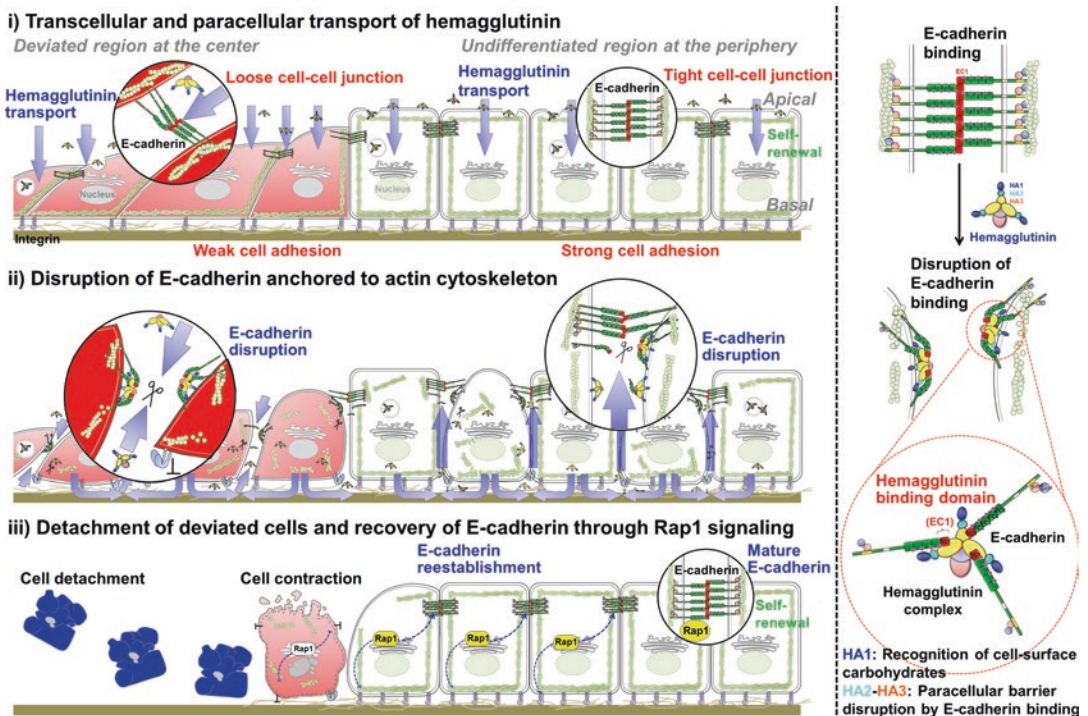 i) Transcellular and paracellular transport of hemagglutinin
Deviated region at the center
Undifferentiated region at the periphery
Hemagglutinin
transport
Loose cell-cell junction
E-cadherin
Hemagglutinin
transport
E-cadherin
Tight cell-cell junction
Apical
Self-
renewal
Nucleus
Nucleus
Basal
Integrin
Weak cell adhesion
Strong cell adhesion
ii) Disruption of E-cadherin anchored to actin cytoskeleton
E-cadherin
disruption
E-cadherin
disruption
iii) Detachment of deviated cells and recovery of E-cadherin through Rap1 signaling
Cell detachment
Cell contraction
Rap1
E-cadherin
reestablishment
Rap1
Rap1
Rap1
E-cadherin
Rap1
Mature
E-cadherin
Self-
renewal
E-cadherin
binding
EC1
HA1
HA2
HA3
Hemagglutinin
Disruption of
E-cadherin
binding
Hemagglutinin
binding domain
(EC1)
E-cadherin
Hemagglutinin
complex
HA1: Recognition of cell-surface
carbohydrates
HA2-HA3: Paracellular barrier
disruption by E-cadherin binding